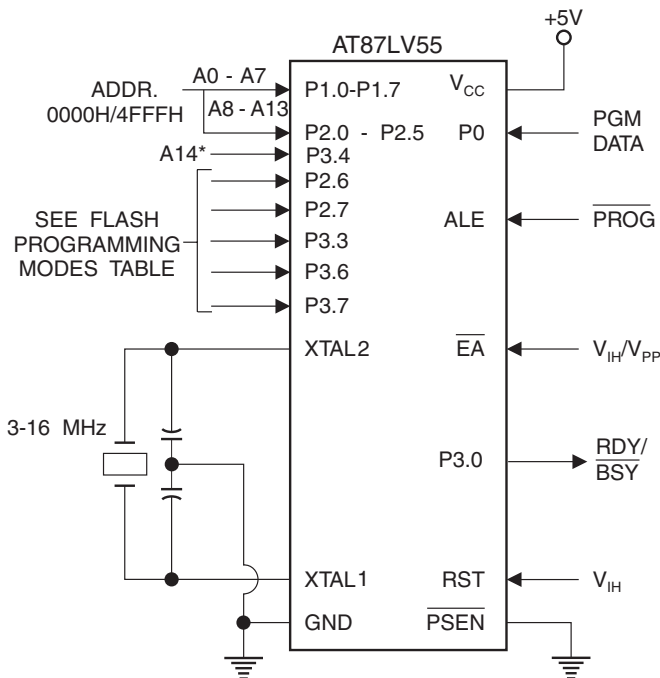 +5V
AT87LV55
ADDR.
0000H/4FFFH
A0 - A7
A8 - A13
A14*
SEE FLASH
PROGRAMMING
MODES TABLE
3-16 MHz
P1.0-P1.7
P2.0 - P2.5
P3.4
P2.6
P2.7
P3.3
P3.6
P3.7
XTAL2
XTAL1
GND
VCC
P0
ALE
EA
P3.0
RST
PSEN
PGM
DATA
PROG
VIH/VPP
RDY/
BSY
VIH